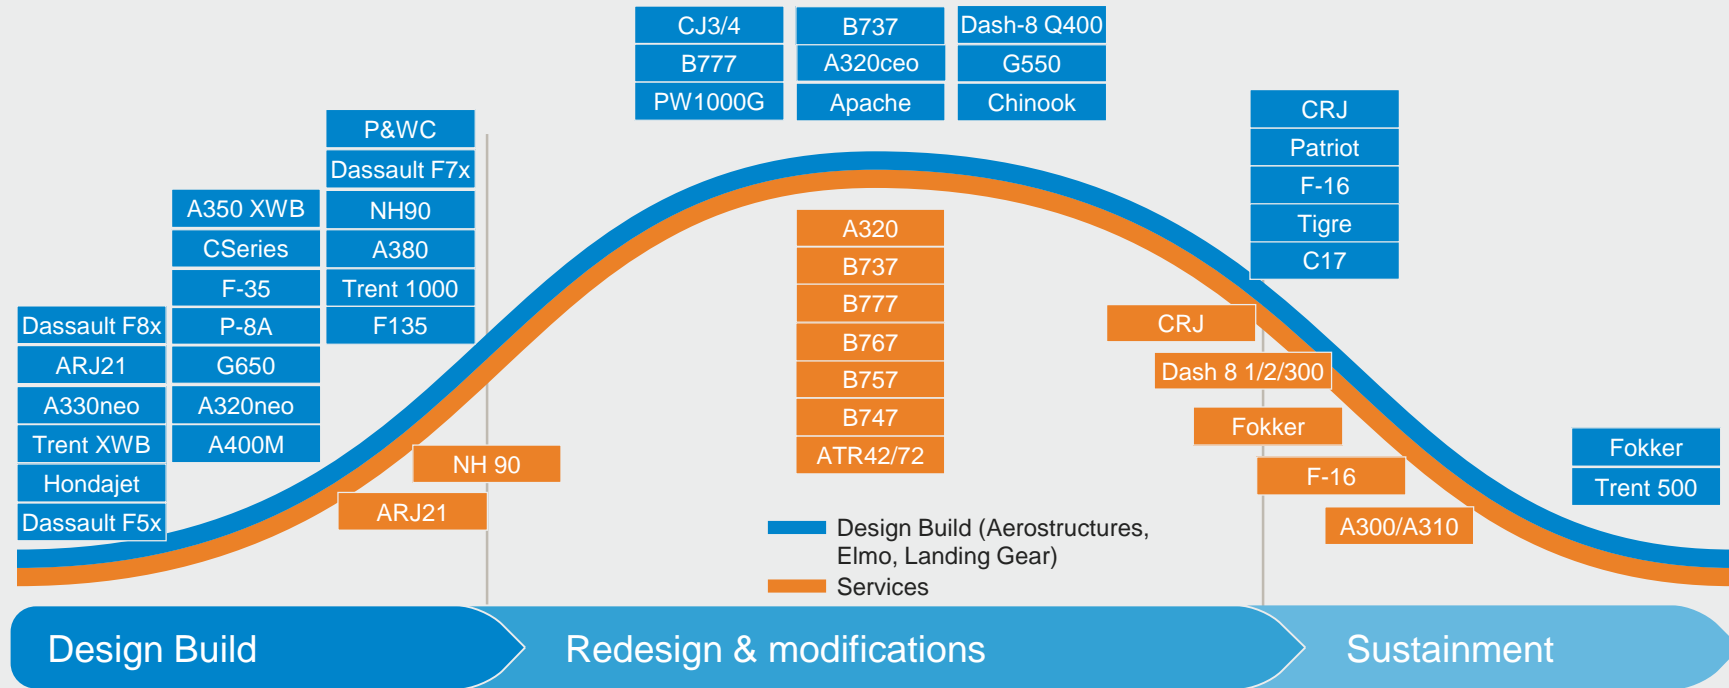 CJ3/4
B777
PW1000G
B737
A320ceo
Apache
Dash-8 Q400
G550
Chinook
P&WC
Dassault F7x
NH90
A380
Trent 1000
F135
A350 XWB
CSeries
F-35
P-8A
G650
A320neo
A400M
Dassault F8x
ARJ21
A330neo
Trent XWB
Hondajet
Dassault F5x
NH 90
ARJ21
A320
B737
B777
B767
B757
B747
ATR42/72
CRJ
Patriot
F-16
Tigre
C17
CRJ
Dash 8 1/2/300
Fokker
F-16
A300/A310
Fokker
Trent 500
Design Build (Aerostructures,
Elmo, Landing Gear)
Services
Design Build
Redesign & modifications
Sustainment